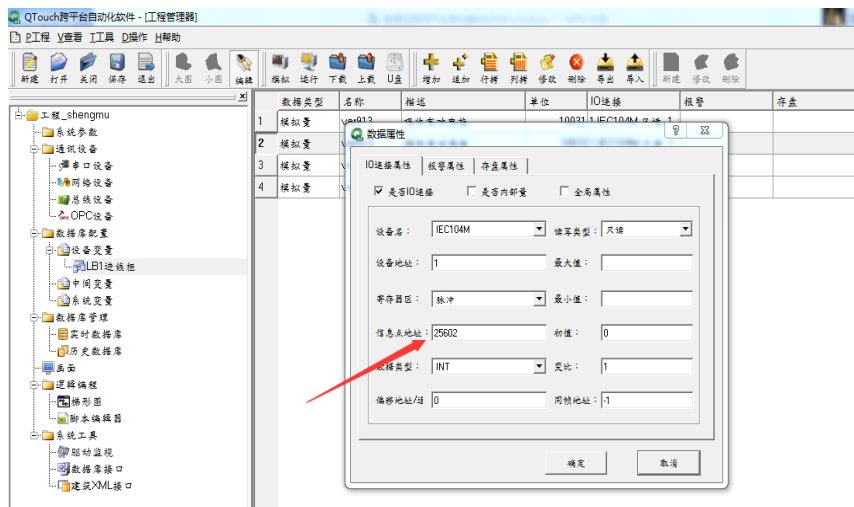 QTouch跨平台自动化软件 - [工程管理器]
P工程 V查看 I工具 O操作 H帮助
新建 打开 关闭 保存 退出 大图 小图 编辑 模拟 运行 下载 上载 U盘 增加 追加 行拷 列拷 修改 删除 导出 导入 新建 修改 删除
工程_shengmu
系统参数
通讯设备
串口设备
网络设备
总线设备
OPC设备
数据库配置
设备变量
LB1进线柜
中间变量
系统变量
数据库管理
实时数据库
历史数据库
画面
逻辑编程
梯形图
脚本编辑器
系统工具
驱动监视
数据库接口
建筑XML接口
数据类型 名称 描述 单位 IO连接 报警 存盘
1 模拟量
2 模拟量
3 模拟量
4 模拟量
数据属性
IO连接属性 报警属性 存盘属性
是否IO连接 是否内部量 全局属性
设备名： IEC104M 读写类型： 只读
设备地址： 1 最大值：
寄存器区： 脉冲 最小值：
信息点地址： 25602 初值： 0
数据类型： INT 变比： 1
偏移地址/ 0 同帧地址： -1
确定 取消